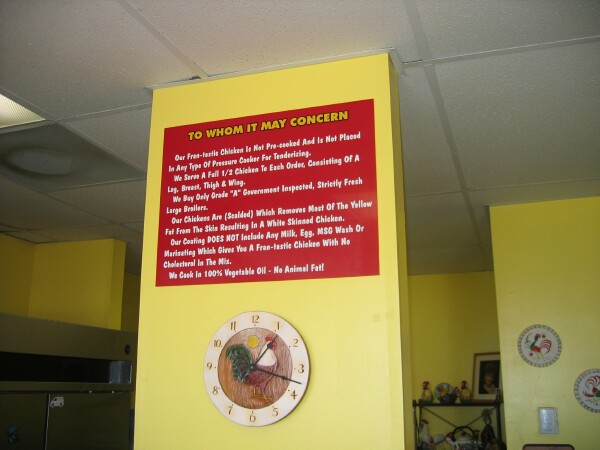 TO WHOM IT MAY CONCERN
Our Fran-tastic Chicken Is Not Pre-cooked And Is Not Placed
In Any Type Of Pressure Cooker For Tenderizing.
We Serve A Full 1/2 Chicken To Each Order, Consisting Of A
Leg, Breast, Thigh & Wing.
We Buy Only Grade "A" Government Inspected, Strictly Fresh
Large Broilers.
Our Chickens Are (Scalded) Which Removes Most Of The Yellow
Fat From The Skin Resulting In A White Skinned Chicken.
Our Coating DOES NOT Include Any Milk, Egg, MSG Wash Or
Marinating Which Gives You A Fran-tastic Chicken With No
Cholesterol In The Mix.
We Cook In 100% Vegetable Oil - No Animal Fat!
12
1
2
3
4
5
6
7
8
9
10
11